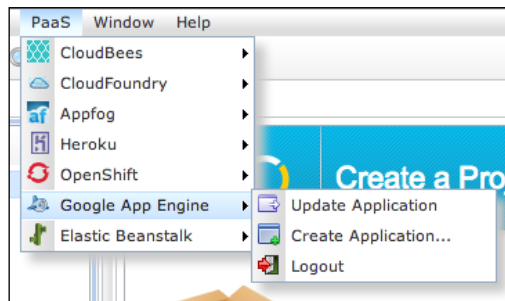 PaaS Window Help
CloudBees
CloudFoundry
Appfog
Heroku
OpenShift
Google App Engine
Elastic Beanstalk
Create a Pro
Update Application
Create Application...
Logout